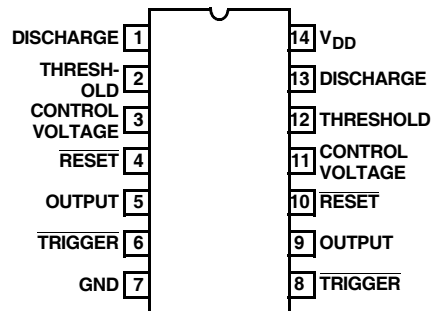 DISCHARGE 1
THRESH-
OLD 2
CONTROL
VOLTAGE 3
RESET 4
OUTPUT 5
TRIGGER 6
GND 7
14 VDD
13 DISCHARGE
12 THRESHOLD
11 CONTROL
VOLTAGE
10 RESET
9 OUTPUT
8 TRIGGER